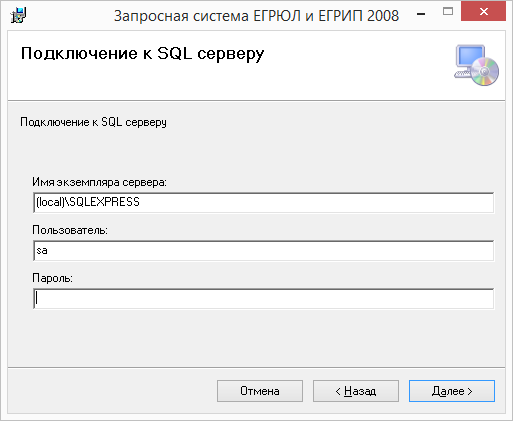 Запросная система ЕГРЮЛ и ЕГРИП 2008
Подключение к SQL серверу
Подключение к SQL серверу
Имя экземпляра сервера:
(local)\SQLEXPRESS
Пользователь:
sa
Пароль:
Отмена
< Назад
Далее >